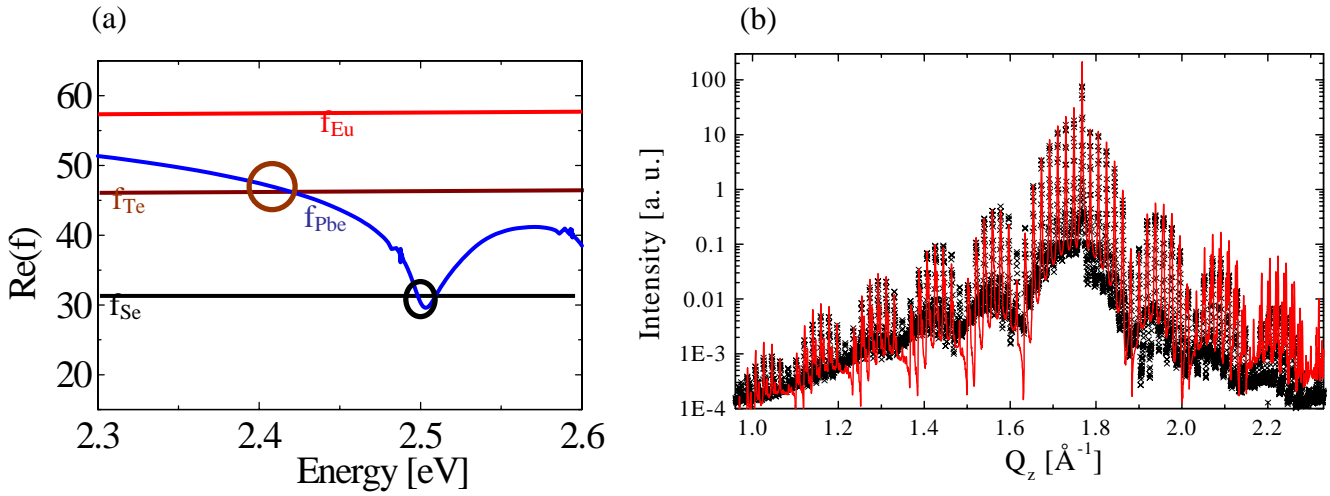 (a)
(b)
60
50
40
30
20
Re(f)
f_Eu
f_Te
f_Pbe
f_Se
2.3 2.4 2.5 2.6
Energy [eV]
100
10
1
0.1
0.01
1E-3
1E-4
Intensity [a. u.]
1.0 1.2 1.4 1.6 1.8 2.0 2.2
Q_z [Å^-1]